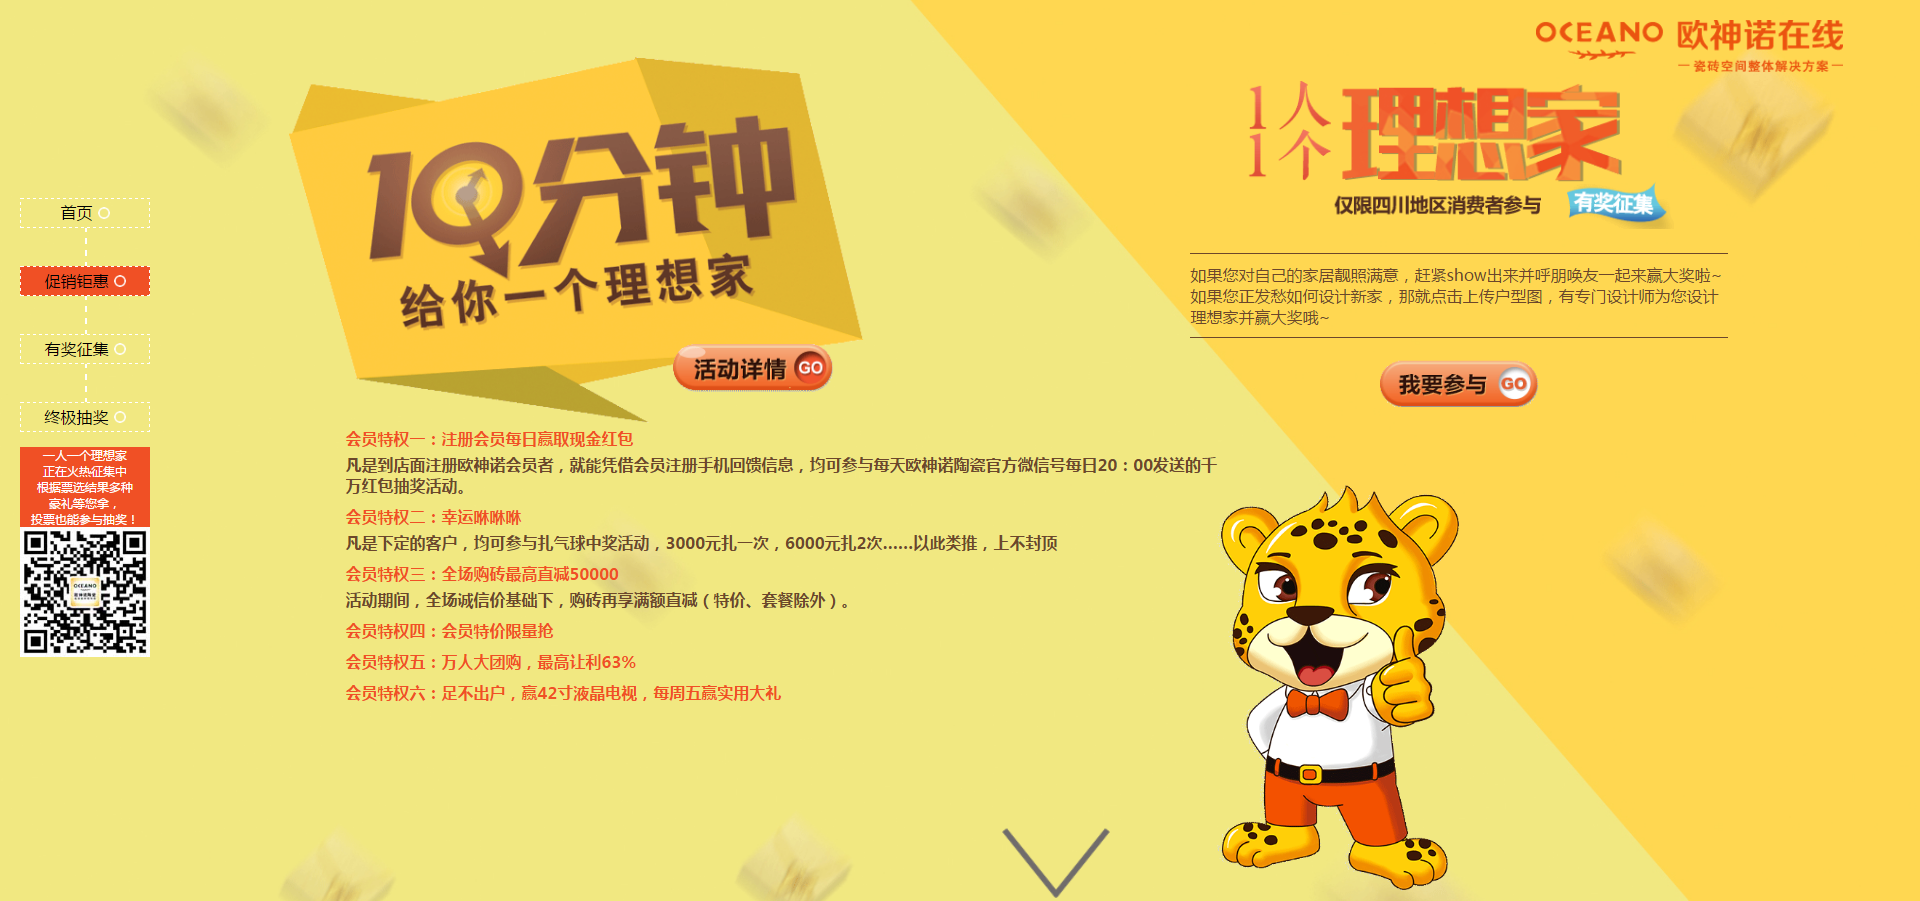 OCEANO 欧神诺在线
瓷砖空间整体解决方案
10分钟
给你一个理想家
活动详情 GO
1人
1个
理想家
仅限四川地区消费者参与
有奖征集
如果您对自己的家居靓照满意，赶紧show出来并呼朋唤友一起来赢大奖啦~
如果您正发愁如何设计新家，那就点击上传户型图，有专门设计师为您设计
理想家并赢大奖哦~
我要参与 GO
首页
促销钜惠
有奖征集
终极抽奖
一人一个理想家
正在火热征集中
根据票选结果多种
豪礼等您拿，
投票也能参与抽奖！
OCEANO
欧神诺陶瓷
会员特权一：注册会员每日赢取现金红包
凡是到店面注册欧神诺会员者，就能凭借会员注册手机回馈信息，均可参与每天欧神诺陶瓷官方微信号每日20：00发送的千
万红包抽奖活动。
会员特权二：幸运咻咻咻
凡是下定的客户，均可参与扎气球中奖活动，3000元扎一次，6000元扎2次......以此类推，上不封顶
会员特权三：全场购砖最高直减50000
活动期间，全场诚信价基础下，购砖再享满额直减（特价、套餐除外）。
会员特权四：会员特价限量抢
会员特权五：万人大团购，最高让利63%
会员特权六：足不出户，赢42寸液晶电视，每周五赢实用大礼